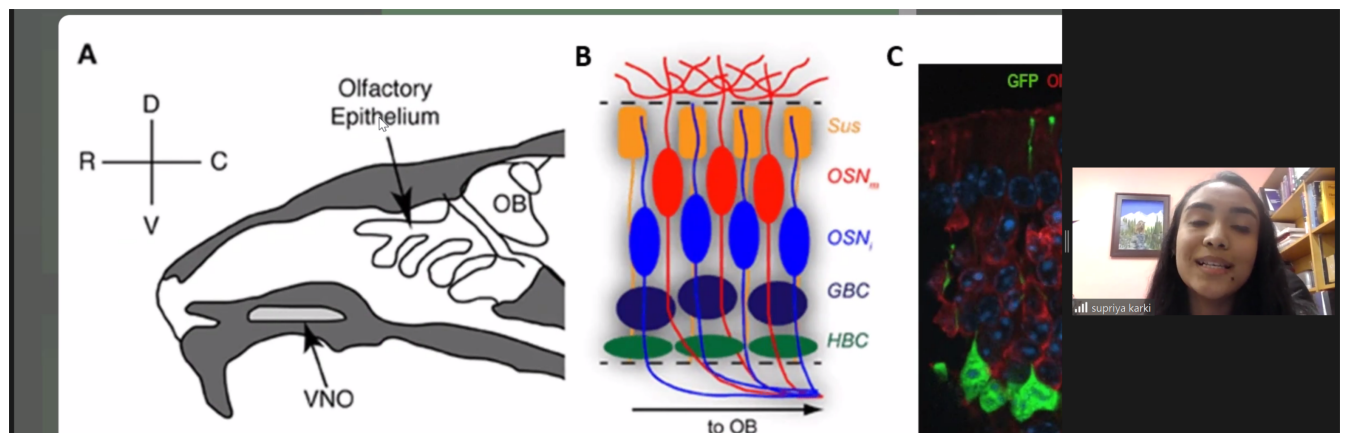 A
D
R
C
V
Olfactory
Epithelium
OB
VNO
B
Sus
OSNm
OSNi
GBC
HBC
to OB
C
GFP
supriya karki